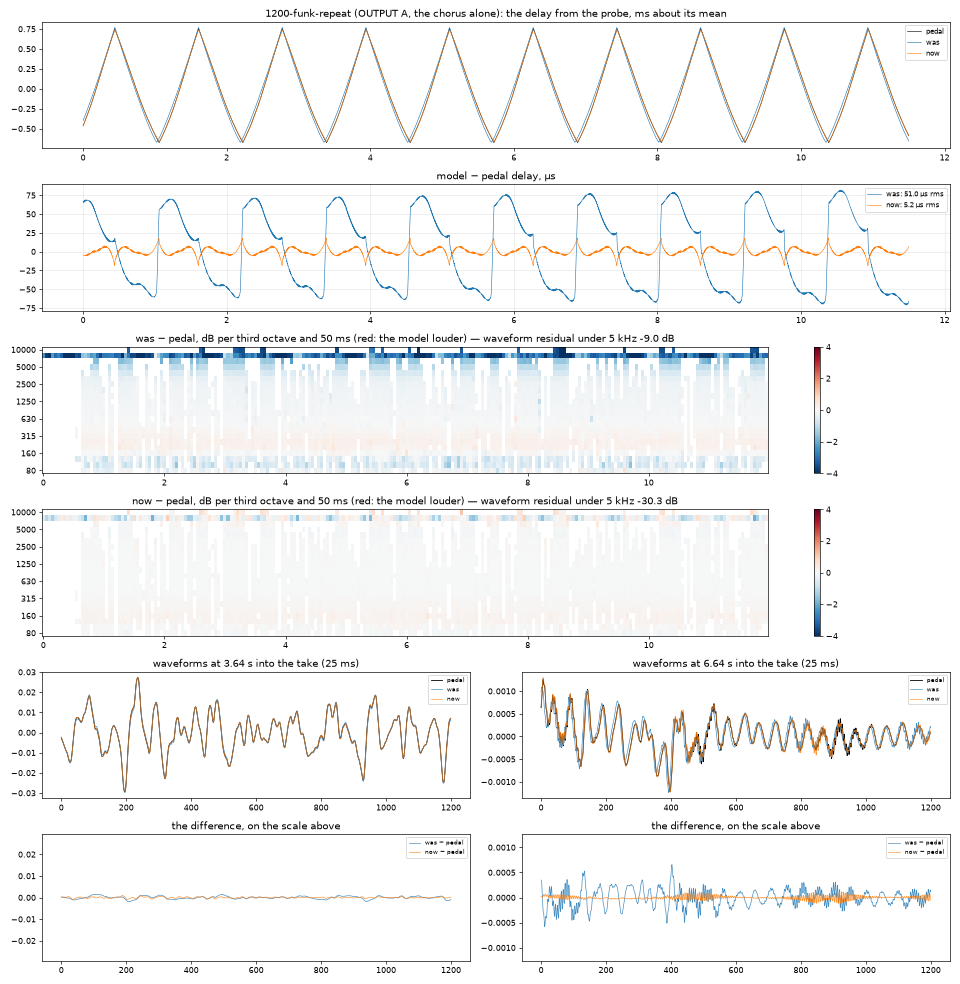 1200-funk-repeat (OUTPUT A, the chorus alone): the delay from the probe, ms about its mean
0.75
0.50
0.25
0.00
−0.25
−0.50
pedal
was
now
0 2 4 6 8 10 12
model − pedal delay, µs
75
50
25
0
−25
−50
−75
was: 51.0 µs rms
now: 5.2 µs rms
0 2 4 6 8 10 12
was − pedal, dB per third octave and 50 ms (red: the model louder) — waveform residual under 5 kHz -9.0 dB
10000
5000
2500
1250
630
315
160
80
0 2 4 6 8 10
4
2
0
−2
−4
now − pedal, dB per third octave and 50 ms (red: the model louder) — waveform residual under 5 kHz -30.3 dB
10000
5000
2500
1250
630
315
160
80
0 2 4 6 8 10
4
2
0
−2
−4
waveforms at 3.64 s into the take (25 ms)
0.03
0.02
0.01
0.00
−0.01
−0.02
−0.03
pedal
was
now
0 200 400 600 800 1000 1200
waveforms at 6.64 s into the take (25 ms)
0.0010
0.0005
0.0000
−0.0005
−0.0010
pedal
was
now
0 200 400 600 800 1000 1200
the difference, on the scale above
0.02
0.01
0.00
−0.01
−0.02
was − pedal
now − pedal
0 200 400 600 800 1000 1200
the difference, on the scale above
0.0010
0.0005
0.0000
−0.0005
−0.0010
was − pedal
now − pedal
0 200 400 600 800 1000 1200